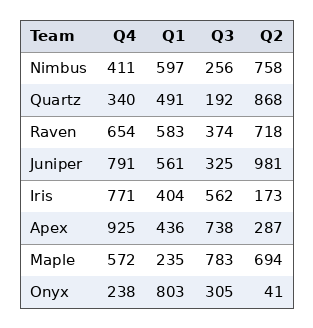 Team Q4 Q1 Q3 Q2
Nimbus 411 597 256 758
Quartz 340 491 192 868
Raven 654 583 374 718
Juniper 791 561 325 981
Iris 771 404 562 173
Apex 925 436 738 287
Maple 572 235 783 694
Onyx 238 803 305 41